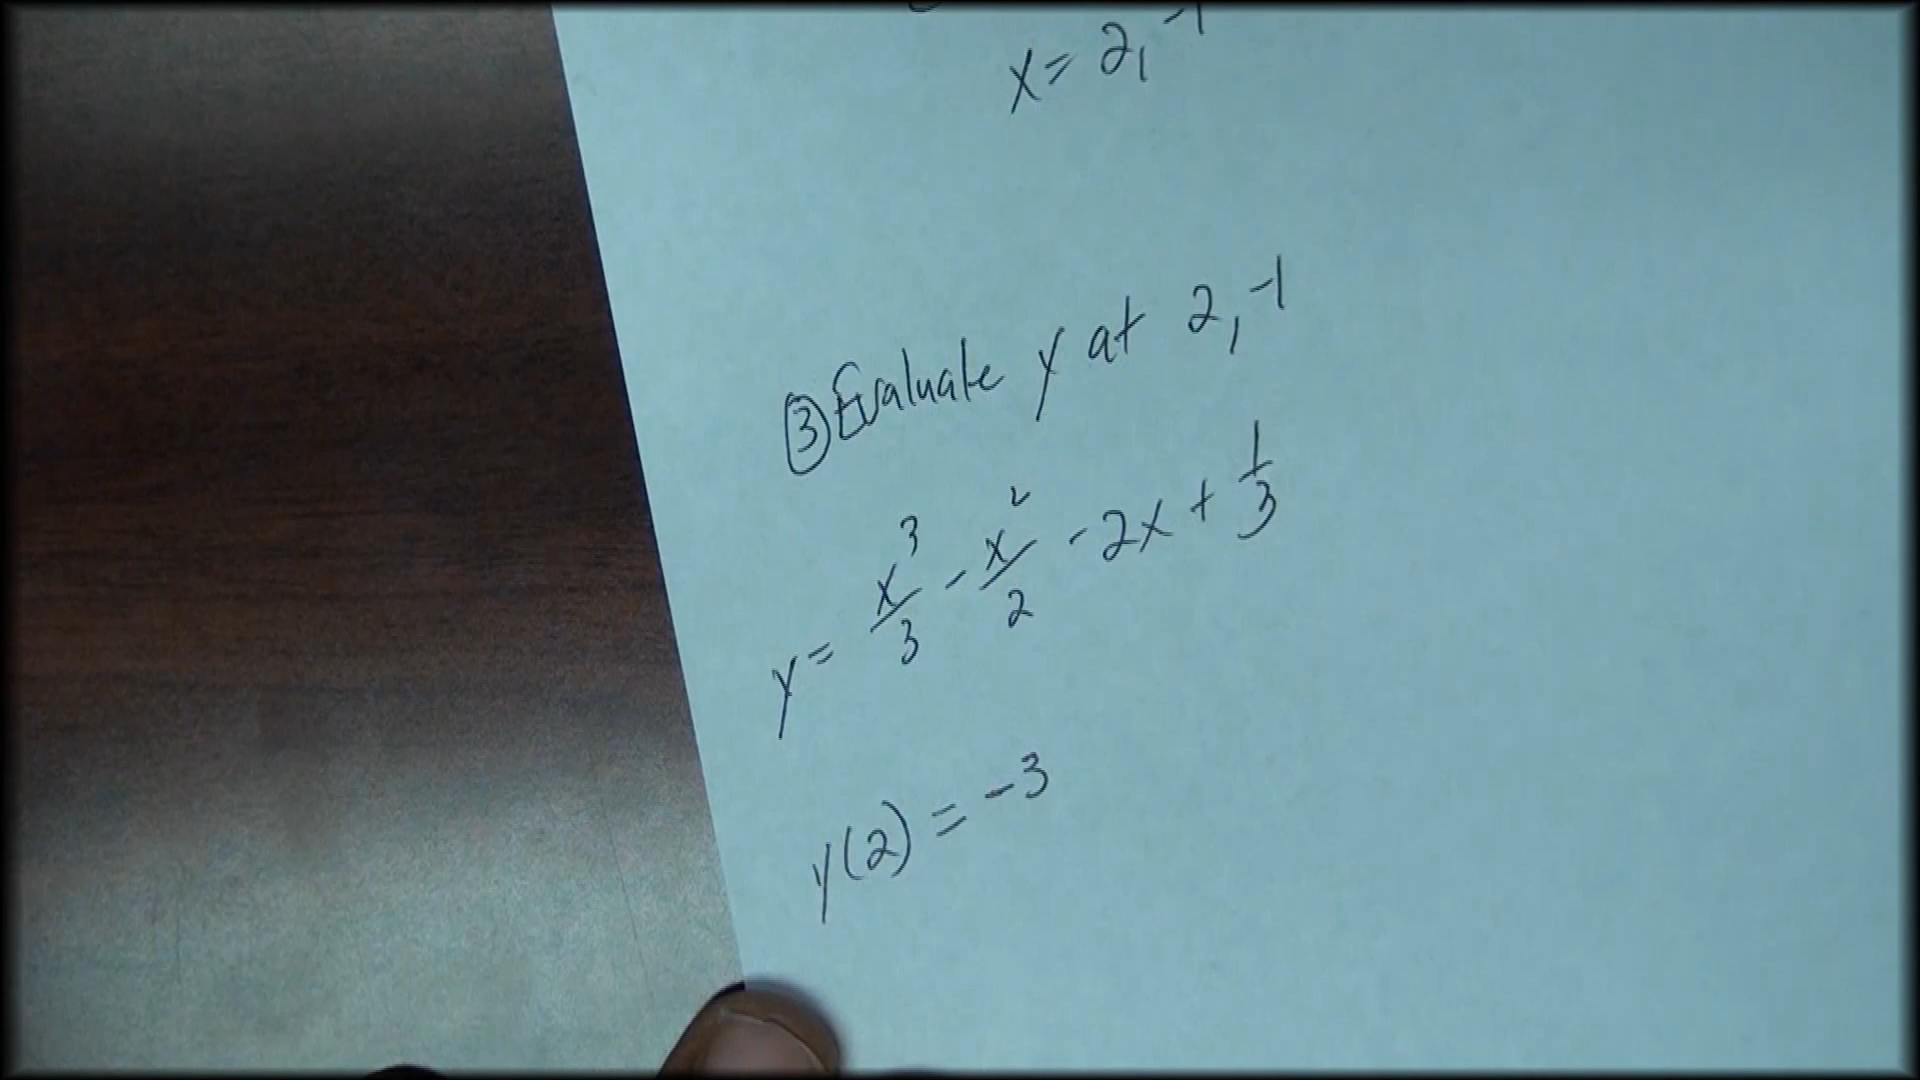 x = 2, -1
③ Evaluate y at 2, -1
y = x³/3 - x²/2 - 2x + 1/3
y(2) = -3